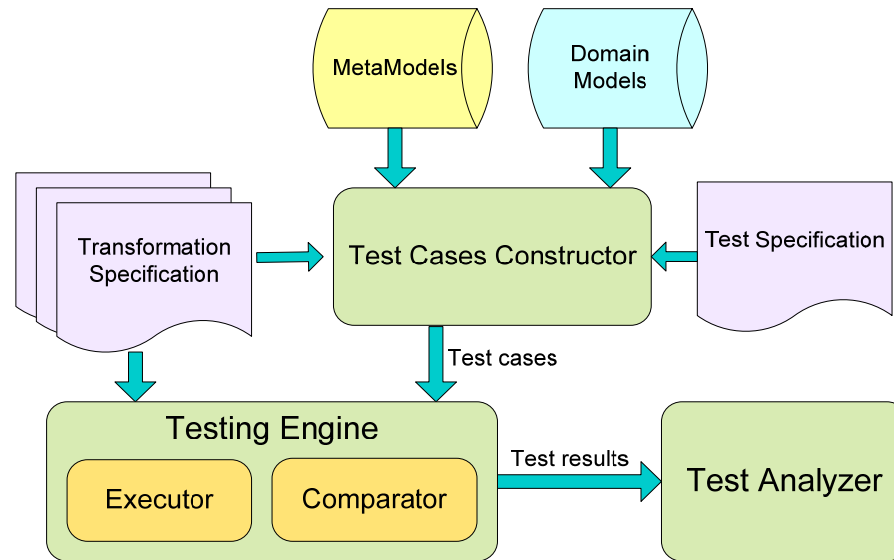 MetaModels
Domain
Models
Transformation
Specification
Test Cases Constructor
Test Specification
Test cases
Testing Engine
Executor
Comparator
Test results
Test Analyzer